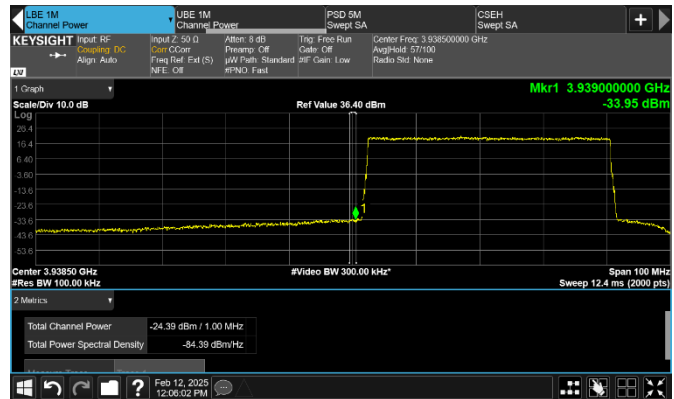 LBE 1M
Channel Power
UBE 1M
Channel Power
PSD 5M
Swept SA
CSEH
Swept SA
KEYSIGHT
Input: RF
Coupling: DC
Align: Auto
Input Z: 50 Ω
Corr CCorr
Freq Ref: Ext (S)
NFE: Off
Atten: 8 dB
Preamp: Off
µW Path: Standard
#PNO: Fast
Trig: Free Run
Gate: Off
#IF Gain: Low
Center Freq: 3.938500000 GHz
Avg|Hold: 57/100
Radio Std: None
LXI
1 Graph
Mkr1 3.939000000 GHz
Scale/Div 10.0 dB
Ref Value 36.40 dBm
-33.95 dBm
Log
26.4
16.4
6.40
-3.60
-13.6
-23.6
-33.6
-43.6
-53.6
1
Center 3.93850 GHz
#Video BW 300.00 kHz*
Span 100 MHz
#Res BW 100.00 kHz
Sweep 12.4 ms (2000 pts)
2 Metrics
Total Channel Power -24.39 dBm / 1.00 MHz
Total Power Spectral Density -84.39 dBm/Hz
Feb 12, 2025
12:06:02 PM